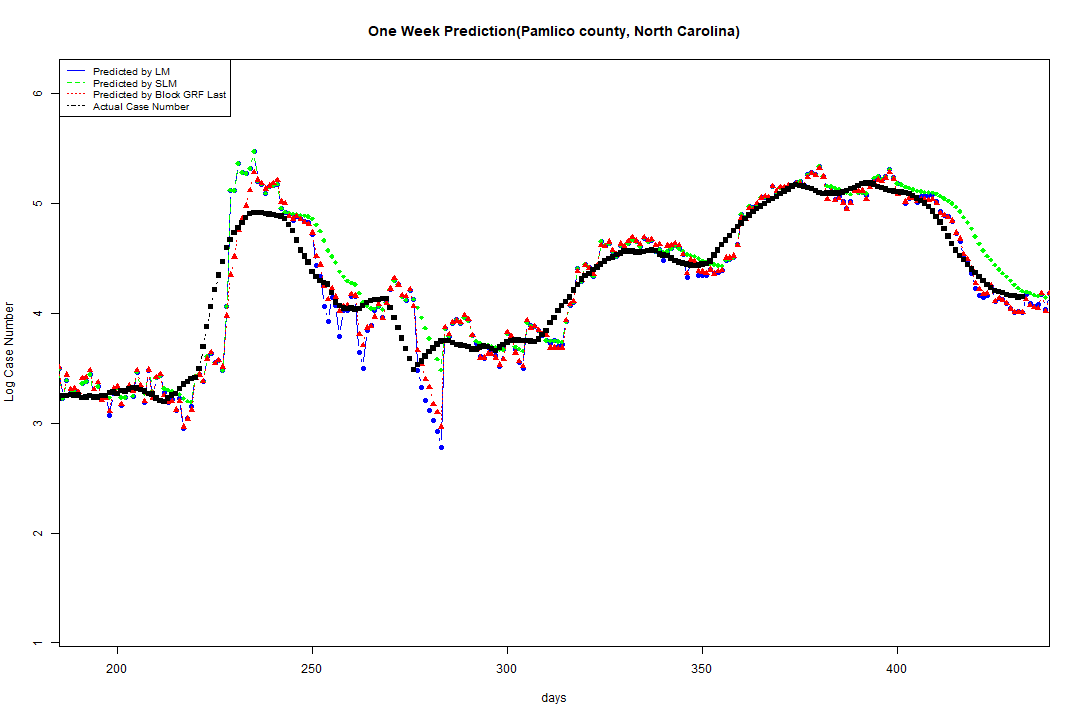 One Week Prediction(Pamlico county, North Carolina)
Predicted by LM
Predicted by SLM
Predicted by Block GRF Last
Actual Case Number
6
5
4
3
2
1
Log Case Number
200 250 300 350 400
days